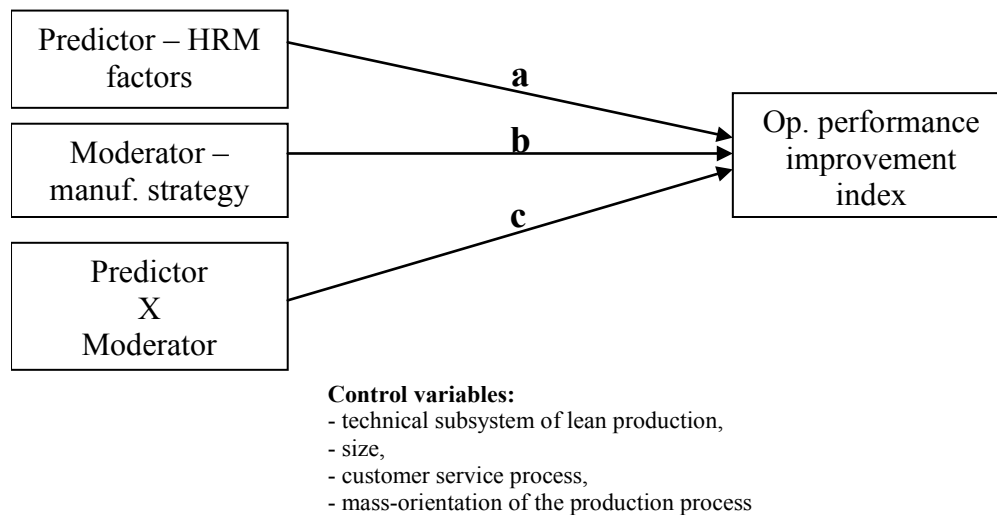 Predictor – HRM
factors
a
Moderator –
manuf. strategy
b
Op. performance
improvement
index
c
Predictor
X
Moderator
Control variables:
- technical subsystem of lean production,
- size,
- customer service process,
- mass-orientation of the production process